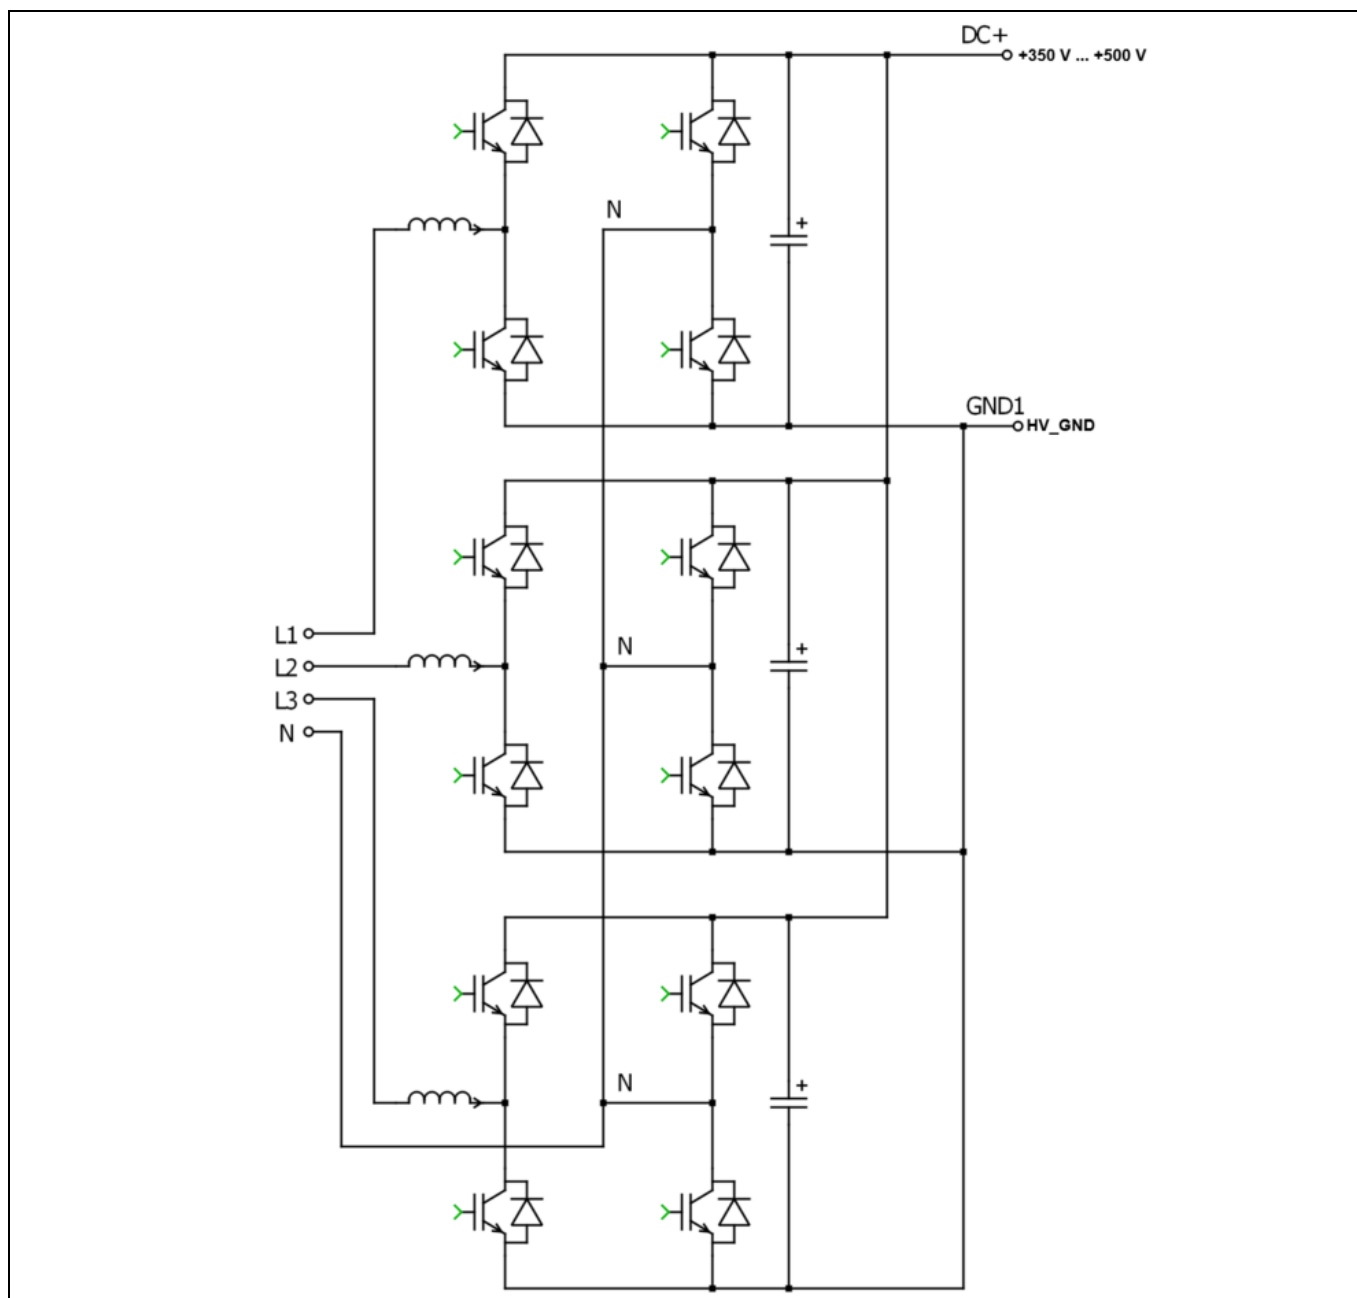 DC+
+350 V ... +500 V
N
GND1
HV_GND
L1
L2
L3
N
N
N
+
+
+